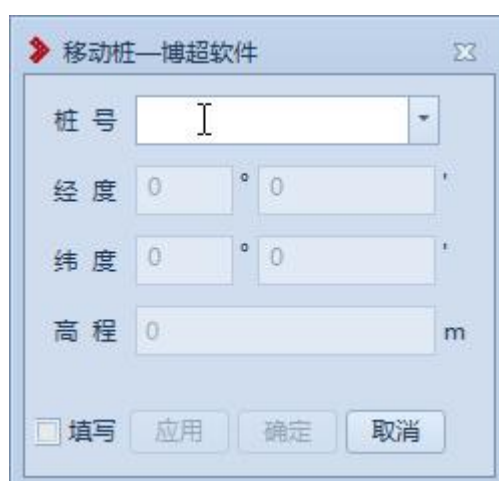 移动桩—博超软件
桩 号
经 度 0 ° 0 '
纬 度 0 ° 0 '
高 程 0 m
填写 应用 确定 取消